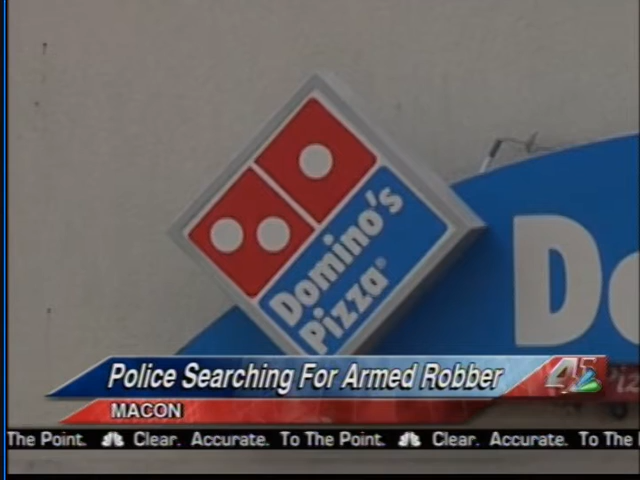 Domino's
Pizza®
Do
Police Searching For Armed Robber
41
MACON
The Point. Clear. Accurate. To The Point. Clear. Accurate. To The